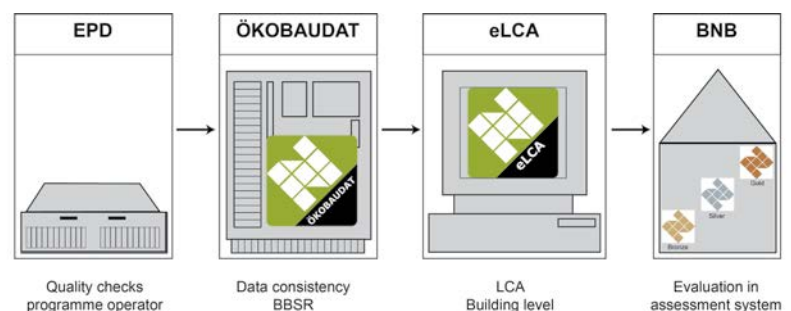 EPD
ÖKOBAUDAT
eLCA
BNB
ÖKOBAUDAT
eLCA
Gold
Silver
Bronze
Quality checks
programme operator
Data consistency
BBSR
LCA
Building level
Evaluation in
assessment system